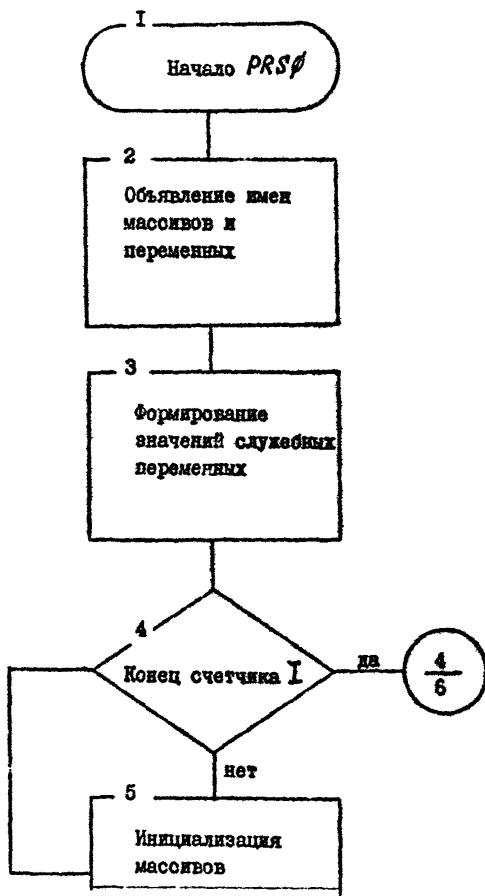 I
Начало PRSØ
2
Объявление имен
массивов и
переменных
3
Формирование
значений служебных
переменных
4
Конец счетчика I
да
4
6
нет
5
Инициализация
массивов